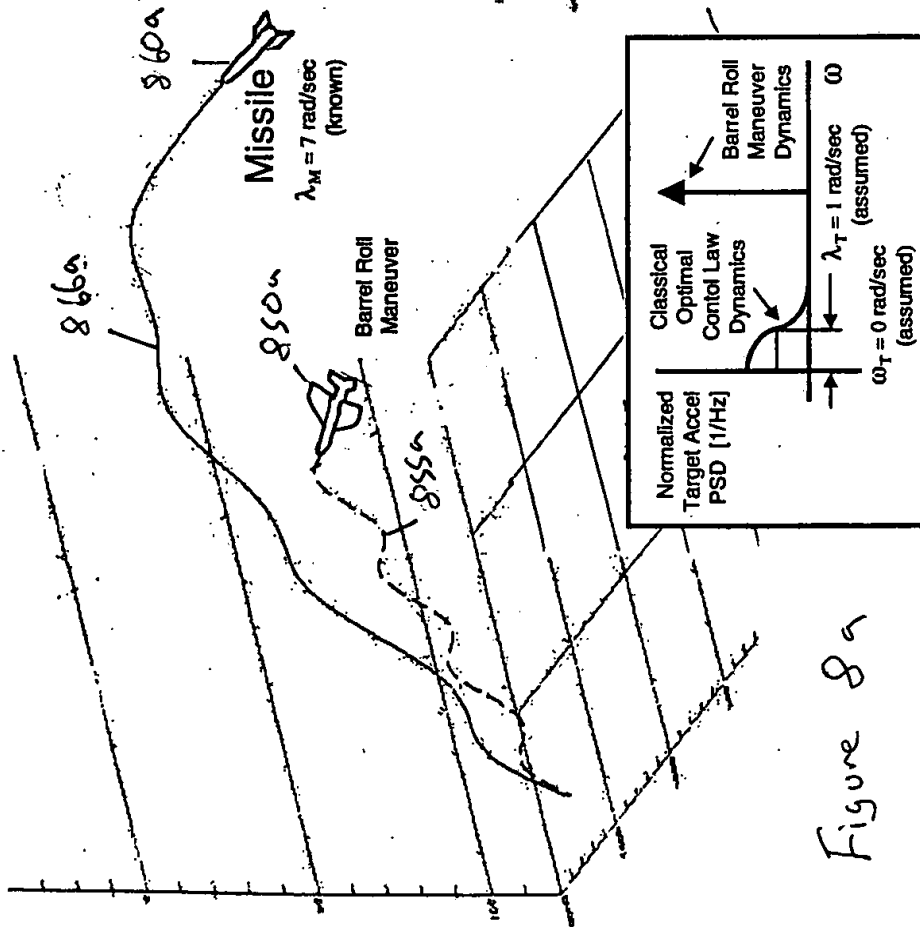 860a
866a
Missile
λM = 7 rad/sec
(known)
850a
Barrel Roll
Maneuver
855a
Normalized
Target Accel
PSD [1/Hz]
Classical
Optimal
Contol Law
Dynamics
Barrel Roll
Maneuver
Dynamics
ωT = 0 rad/sec
(assumed)
λT = 1 rad/sec
(assumed)
ω
Figure 8a